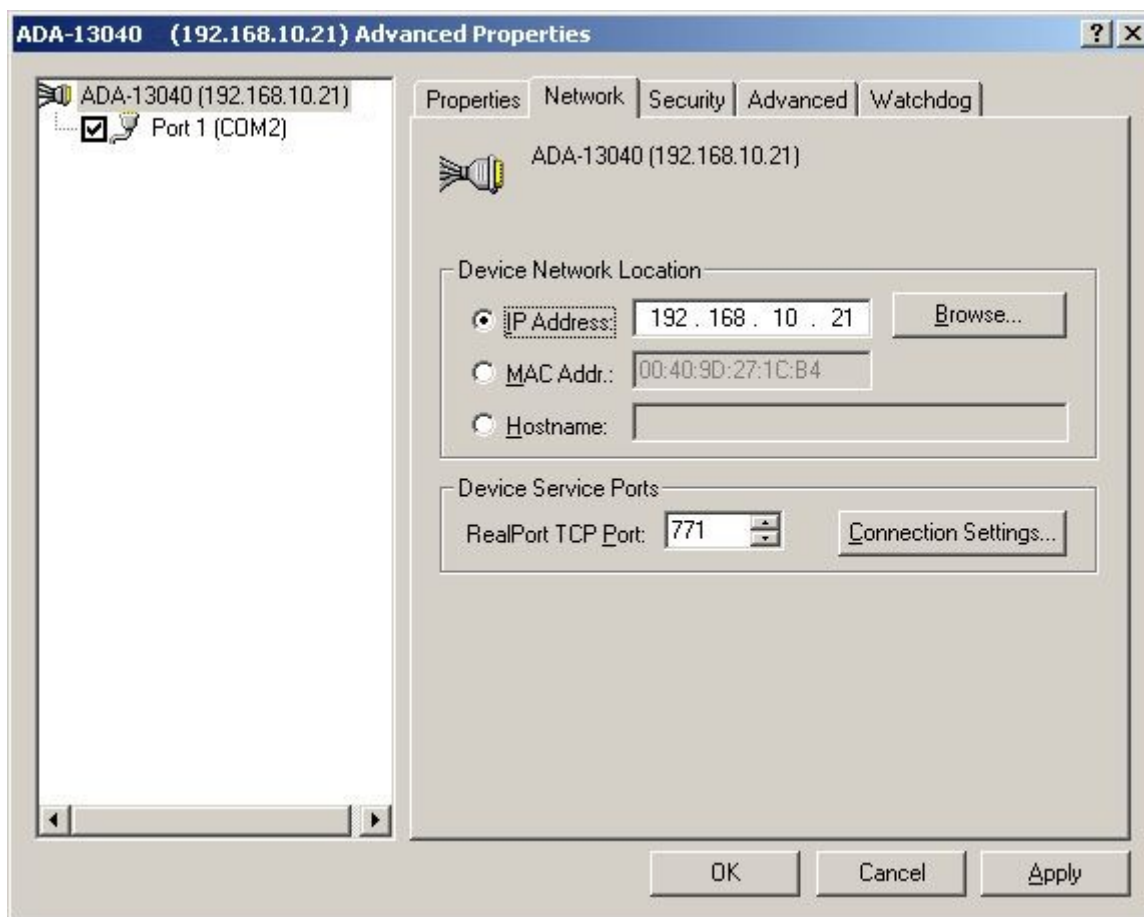 ADA-13040 (192.168.10.21) Advanced Properties
ADA-13040 (192.168.10.21)
Port 1 (COM2)
Properties Network Security Advanced Watchdog
ADA-13040 (192.168.10.21)
Device Network Location
IP Address: 192 . 168 . 10 . 21 Browse...
MAC Addr.: 00:40:9D:27:1C:B4
Hostname:
Device Service Ports
RealPort TCP Port: 771 Connection Settings...
OK Cancel Apply